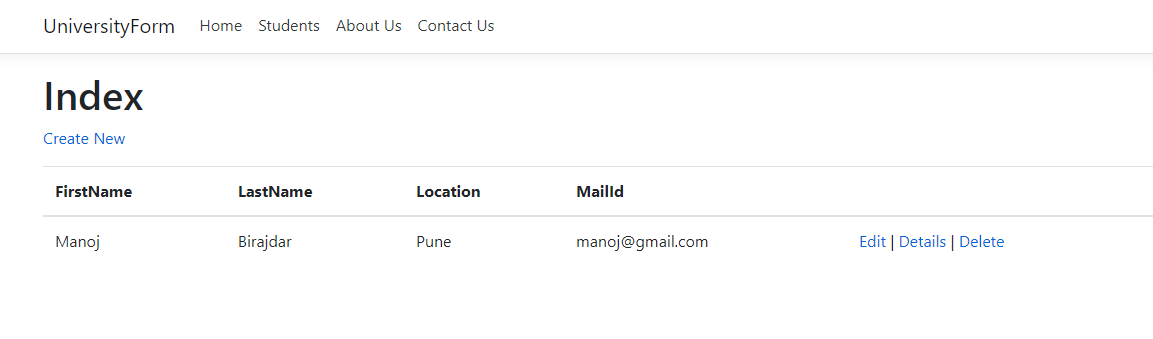 UniversityForm Home Students About Us Contact Us
Index
Create New
FirstName LastName Location MailId
Manoj Birajdar Pune manoj@gmail.com Edit | Details | Delete